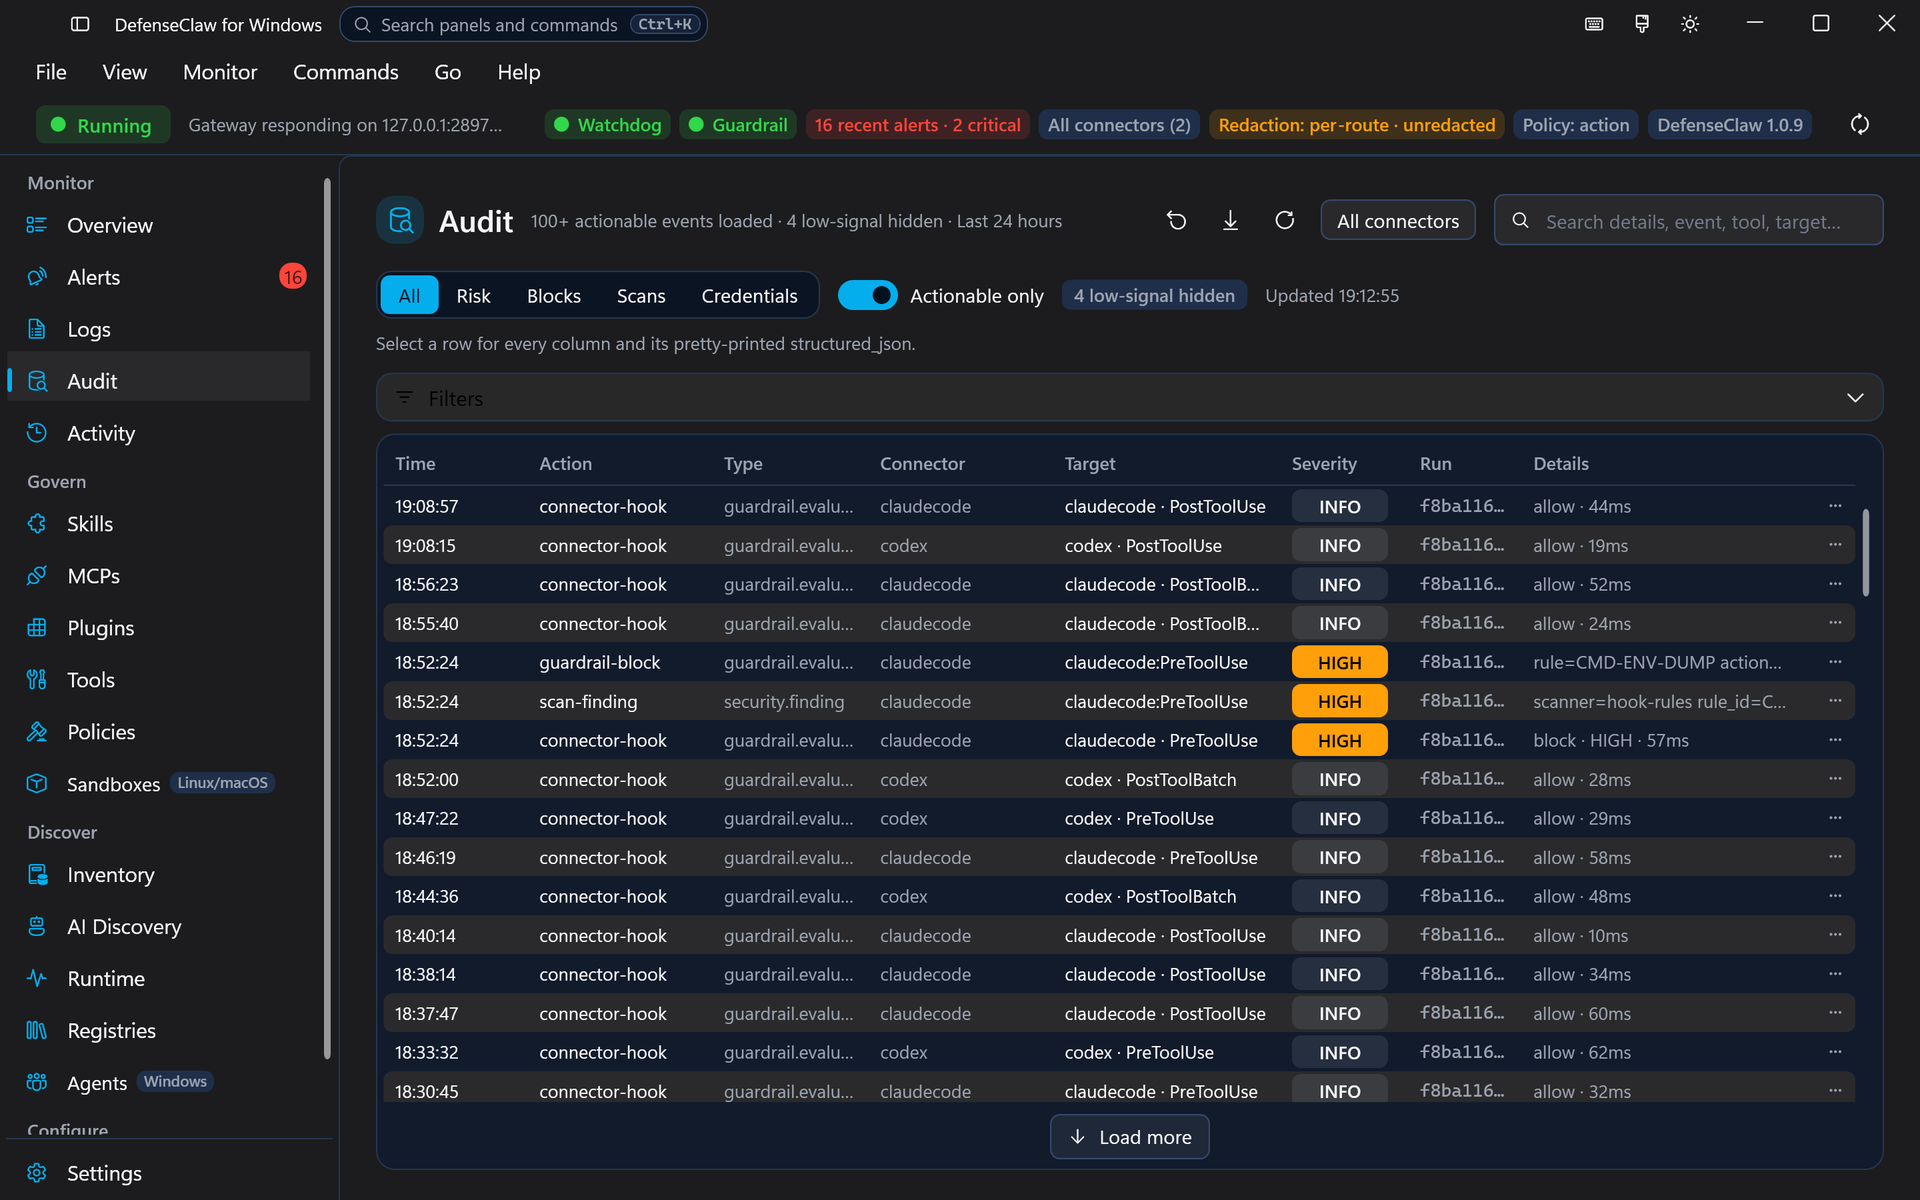 DefenseClaw for Windows
Search panels and commands Ctrl+K
File View Monitor Commands Go Help
Running Gateway responding on 127.0.0.1:2897... Watchdog Guardrail 16 recent alerts · 2 critical All connectors (2) Redaction: per-route · unredacted Policy: action DefenseClaw 1.0.9
Monitor
Overview
Alerts 16
Logs
Audit
Activity
Govern
Skills
MCPs
Plugins
Tools
Policies
Sandboxes Linux/macOS
Discover
Inventory
AI Discovery
Runtime
Registries
Agents Windows
Configure
Settings
Audit 100+ actionable events loaded · 4 low-signal hidden · Last 24 hours All connectors Search details, event, tool, target...
All Risk Blocks Scans Credentials Actionable only 4 low-signal hidden Updated 19:12:55
Select a row for every column and its pretty-printed structured_json.
Filters
Time Action Type Connector Target Severity Run Details
19:08:57 connector-hook guardrail.evalu... claudecode claudecode · PostToolUse INFO f8ba116... allow · 44ms ...
19:08:15 connector-hook guardrail.evalu... codex codex · PostToolUse INFO f8ba116... allow · 19ms ...
18:56:23 connector-hook guardrail.evalu... claudecode claudecode · PostToolB... INFO f8ba116... allow · 52ms ...
18:55:40 connector-hook guardrail.evalu... claudecode claudecode · PostToolB... INFO f8ba116... allow · 24ms ...
18:52:24 guardrail-block guardrail.evalu... claudecode claudecode:PreToolUse HIGH f8ba116... rule=CMD-ENV-DUMP action... ...
18:52:24 scan-finding security.finding claudecode claudecode:PreToolUse HIGH f8ba116... scanner=hook-rules rule_id=C... ...
18:52:24 connector-hook guardrail.evalu... claudecode claudecode · PreToolUse HIGH f8ba116... block · HIGH · 57ms ...
18:52:00 connector-hook guardrail.evalu... codex codex · PostToolBatch INFO f8ba116... allow · 28ms ...
18:47:22 connector-hook guardrail.evalu... codex codex · PreToolUse INFO f8ba116... allow · 29ms ...
18:46:19 connector-hook guardrail.evalu... claudecode claudecode · PreToolUse INFO f8ba116... allow · 58ms ...
18:44:36 connector-hook guardrail.evalu... codex codex · PostToolBatch INFO f8ba116... allow · 48ms ...
18:40:14 connector-hook guardrail.evalu... claudecode claudecode · PostToolUse INFO f8ba116... allow · 10ms ...
18:38:14 connector-hook guardrail.evalu... claudecode claudecode · PostToolUse INFO f8ba116... allow · 34ms ...
18:37:47 connector-hook guardrail.evalu... claudecode claudecode · PostToolUse INFO f8ba116... allow · 60ms ...
18:33:32 connector-hook guardrail.evalu... codex codex · PreToolUse INFO f8ba116... allow · 62ms ...
18:30:45 connector-hook guardrail.evalu... claudecode claudecode · PreToolUse INFO f8ba116... allow · 32ms ...
Load more